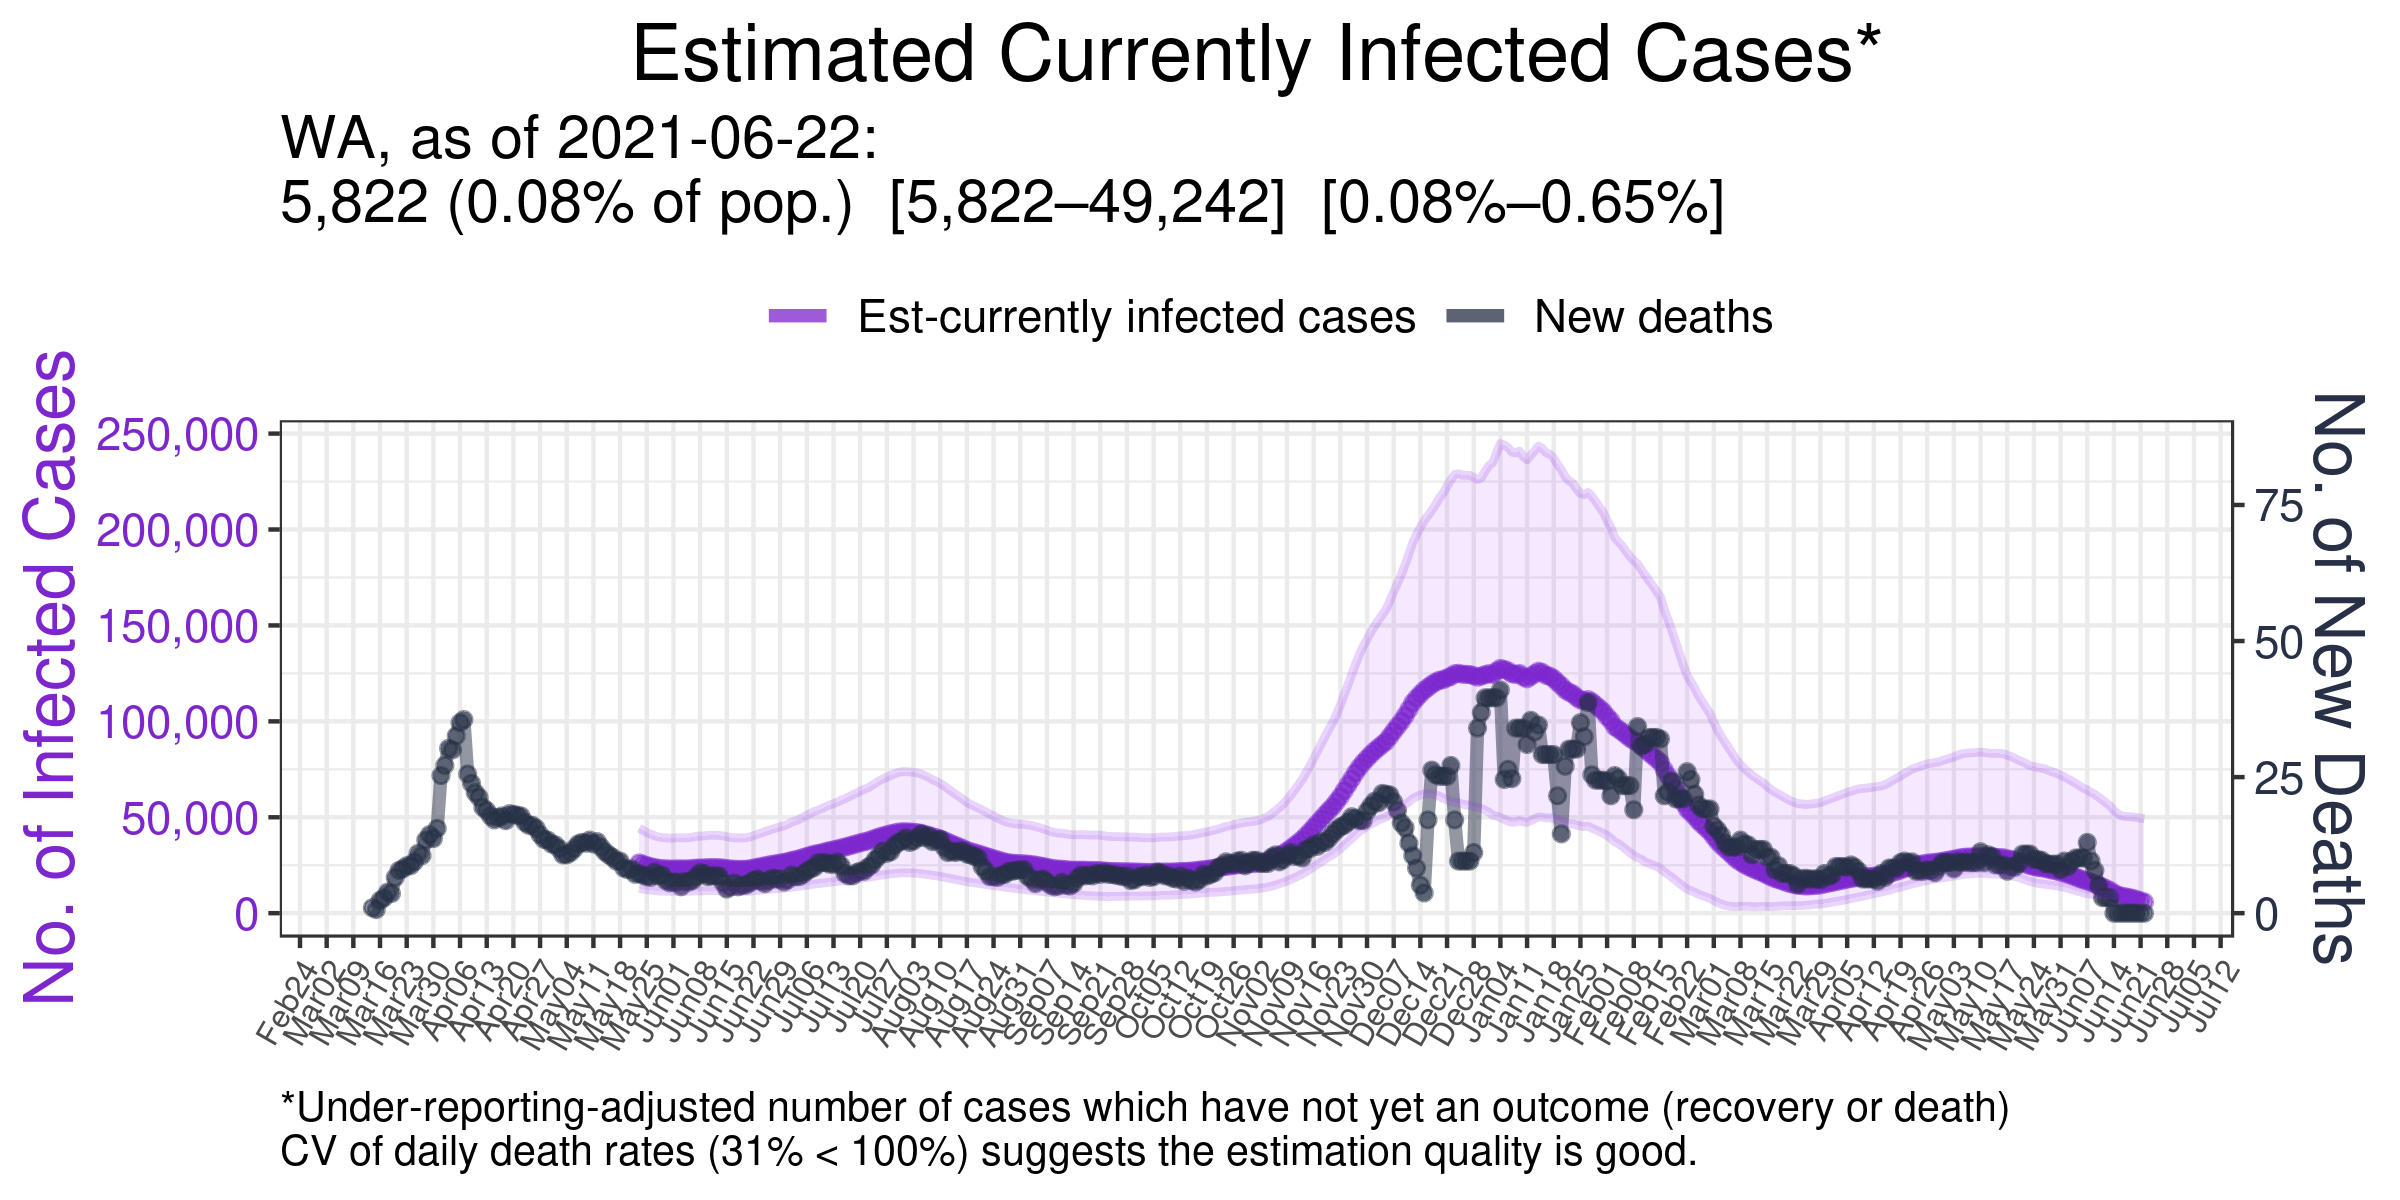 Estimated Currently Infected Cases*
WA, as of 2021-06-22:
5,822 (0.08% of pop.) [5,822–49,242] [0.08%–0.65%]
Est-currently infected cases
New deaths
No. of Infected Cases
250,000
200,000
150,000
100,000
50,000
0
75
50
25
0
No. of New Deaths
Feb24
Mar02
Mar09
Mar16
Mar23
Mar30
Apr06
Apr13
Apr20
Apr27
May04
May11
May18
May25
Jun01
Jun08
Jun15
Jun22
Jun29
Jul06
Jul13
Jul20
Jul27
Aug03
Aug10
Aug17
Aug24
Aug31
Sep07
Sep14
Sep21
Sep28
Oct05
Oct12
Oct19
Oct26
Nov02
Nov09
Nov16
Nov23
Nov30
Dec07
Dec14
Dec21
Dec28
Jan04
Jan11
Jan18
Jan25
Feb01
Feb08
Feb15
Feb22
Mar01
Mar08
Mar15
Mar22
Mar29
Apr05
Apr12
Apr19
Apr26
May03
May10
May17
May24
May31
Jun07
Jun14
Jun21
Jun28
Jul05
Jul12
*Under-reporting-adjusted number of cases which have not yet an outcome (recovery or death)
CV of daily death rates (31% < 100%) suggests the estimation quality is good.